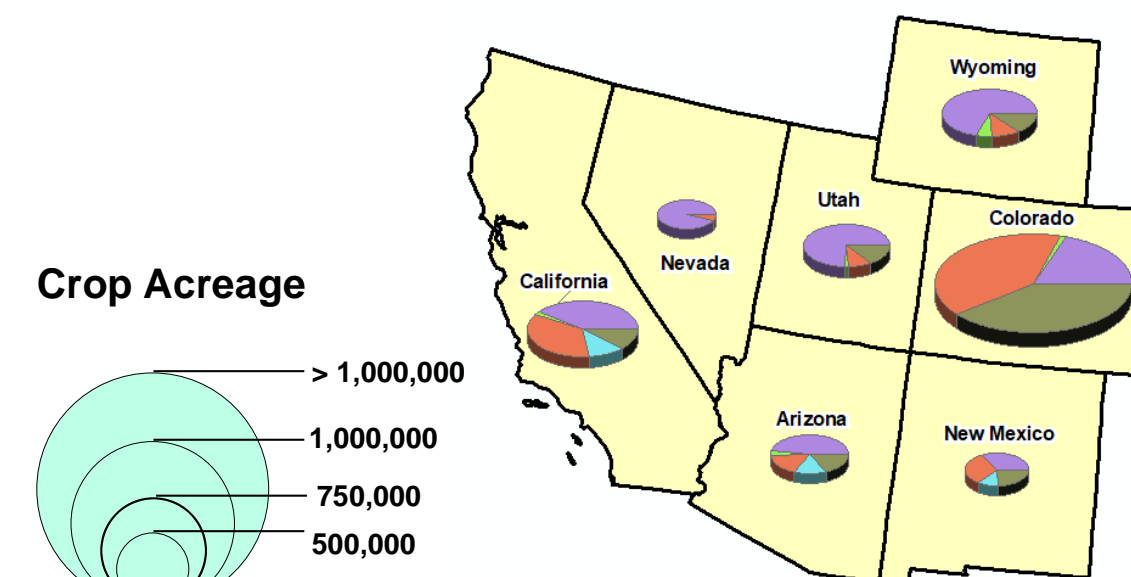 Wyoming
Utah
Colorado
Nevada
California
Crop Acreage
> 1,000,000
1,000,000
750,000
500,000
Arizona
New Mexico